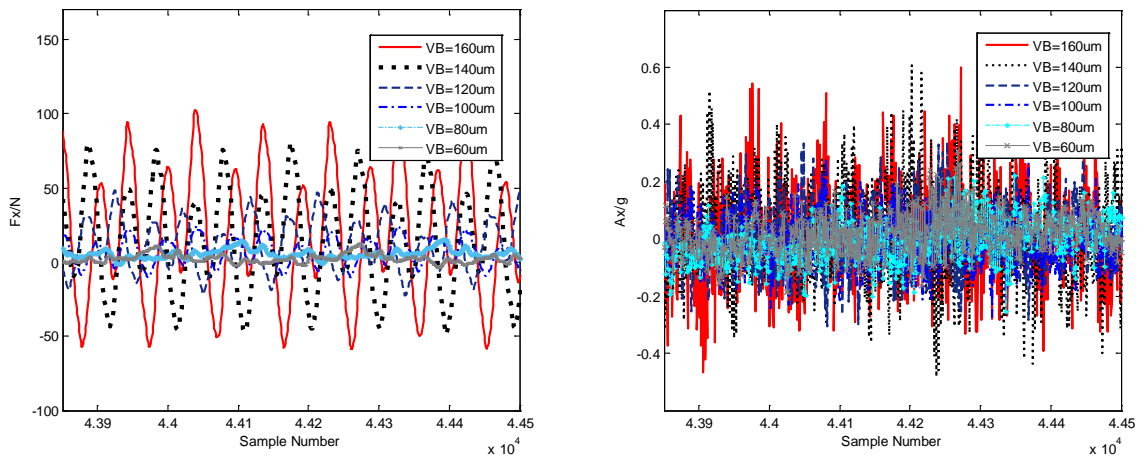 150
100
50
0
-50
-100
Fx/N
4.39
4.4
4.41
4.42
4.43
4.44
4.45
Sample Number
x 10^4
VB=160um
VB=140um
VB=120um
VB=100um
VB=80um
VB=60um
0.6
0.4
0.2
0
-0.2
-0.4
Ax/g
4.39
4.4
4.41
4.42
4.43
4.44
4.45
Sample Number
x 10^4
VB=160um
VB=140um
VB=120um
VB=100um
VB=80um
VB=60um